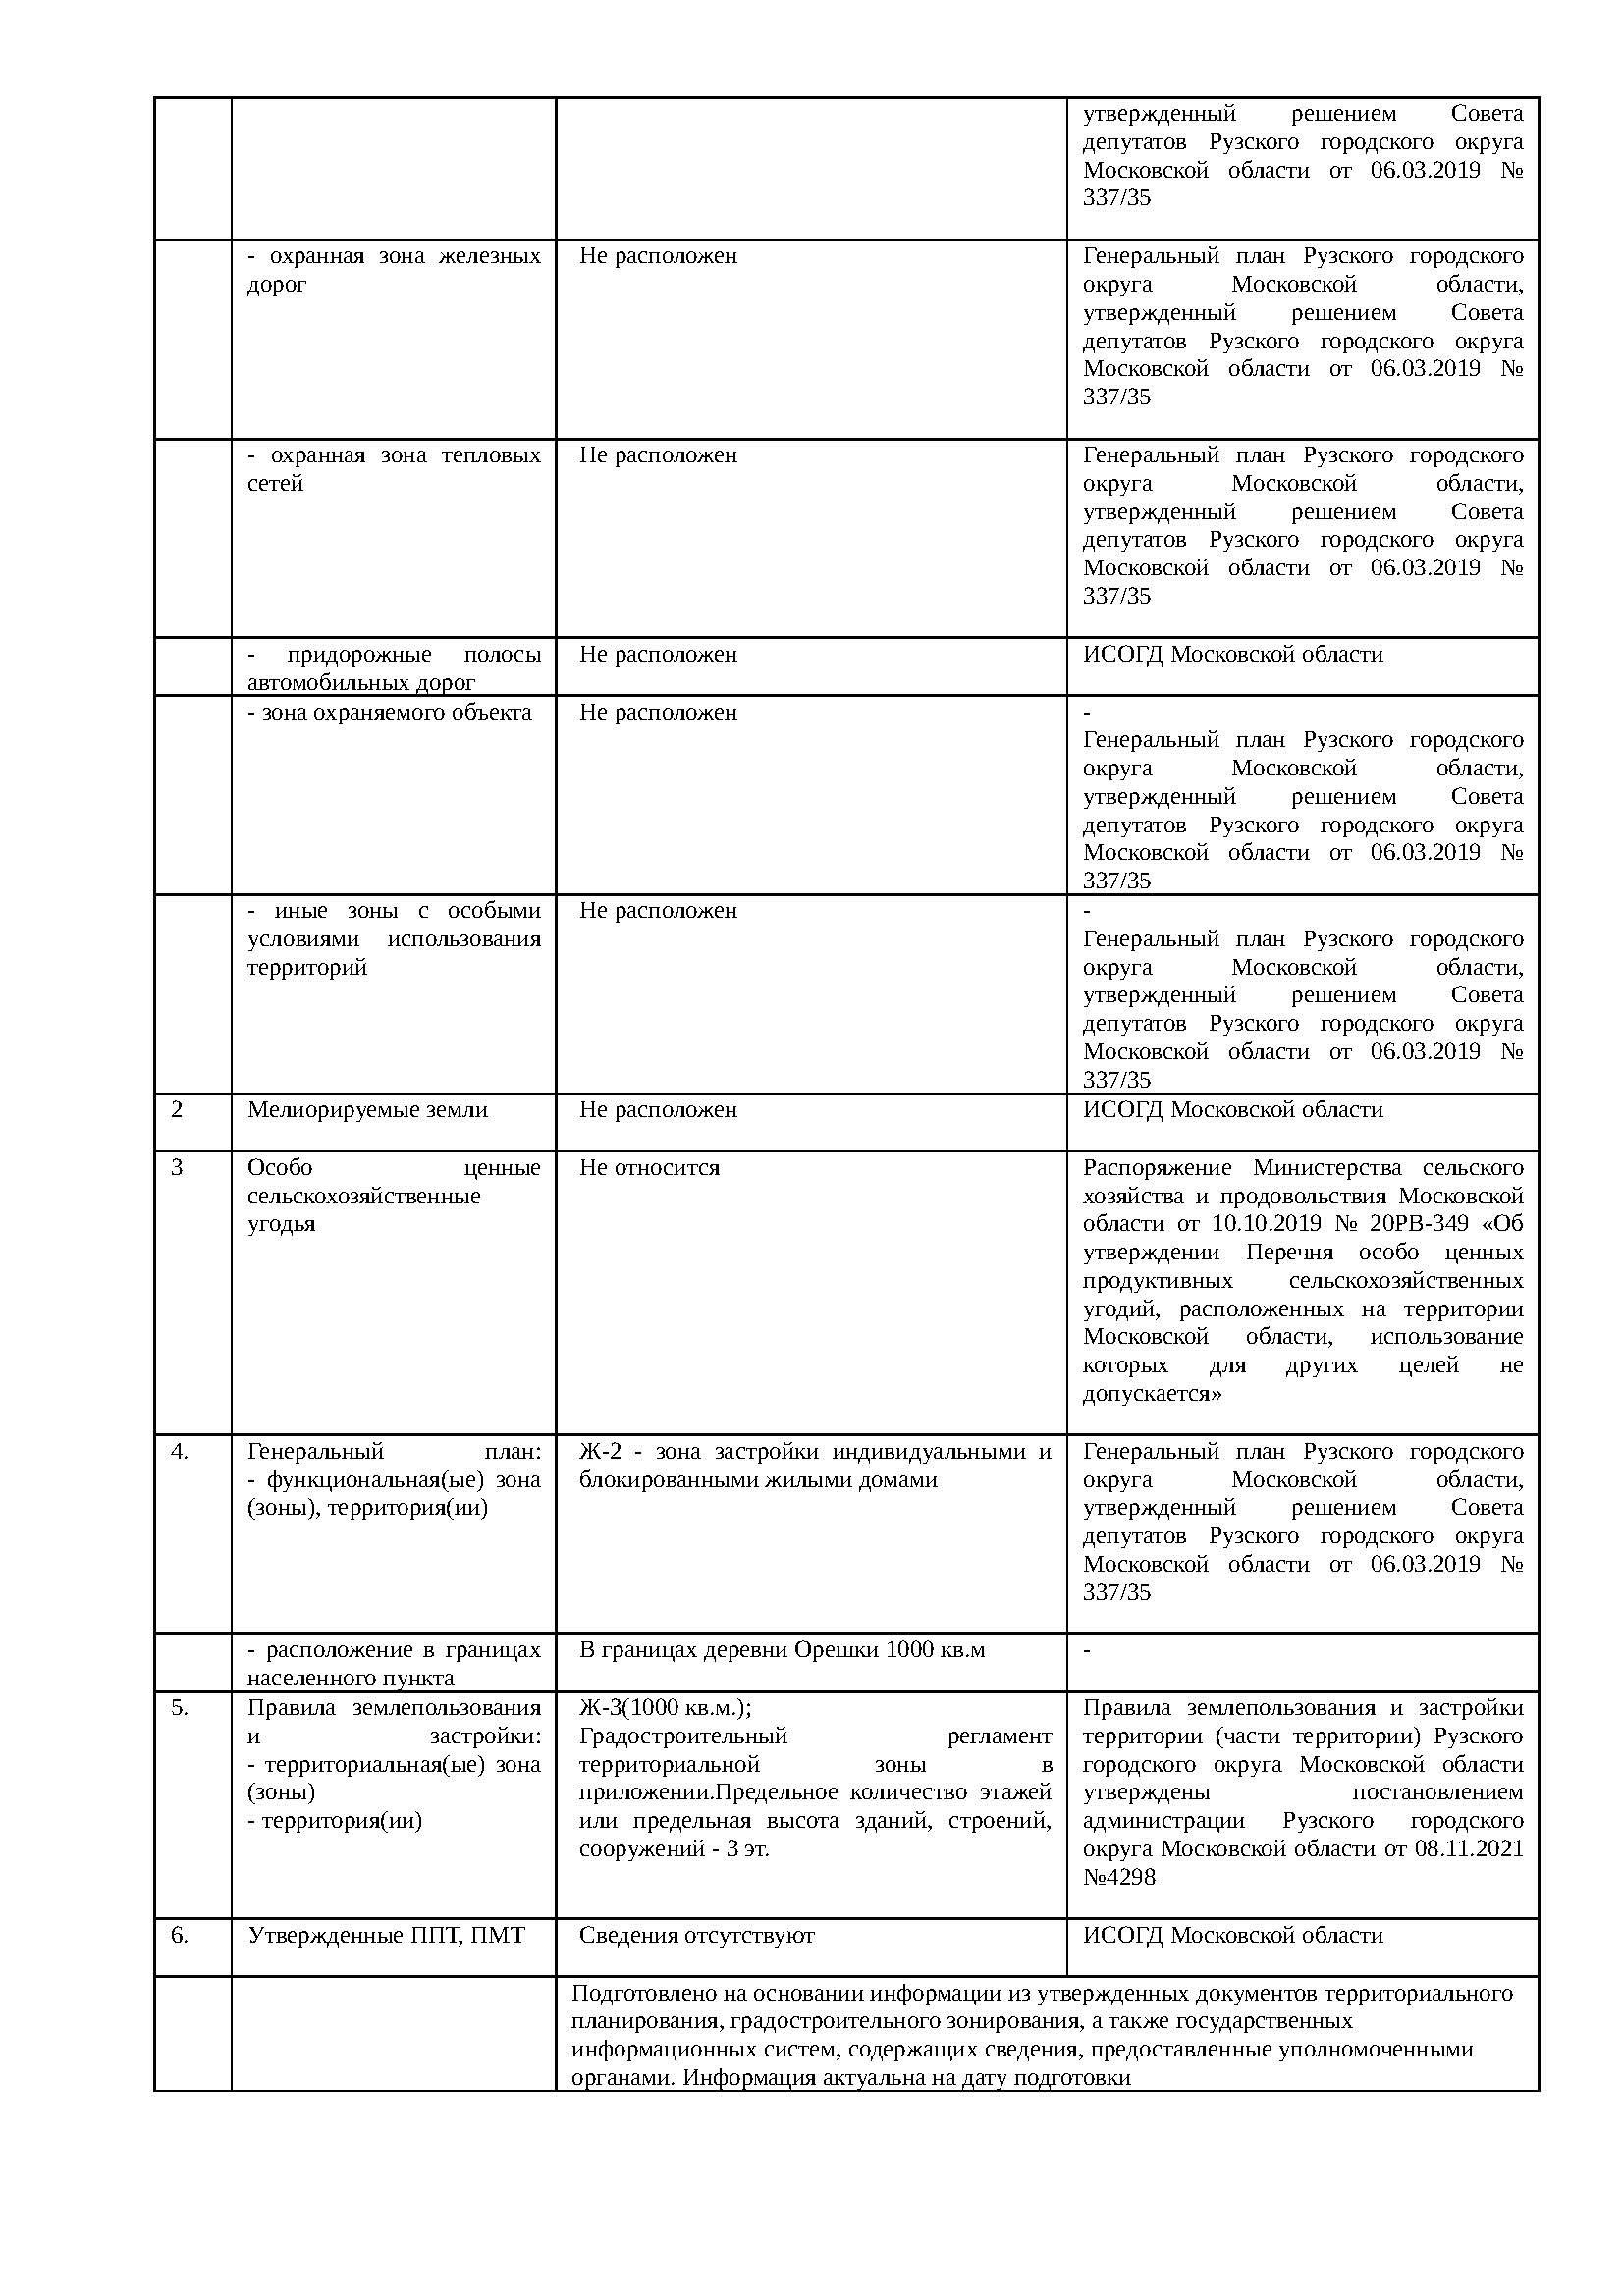 утвержденный решением Совета
депутатов Рузского городского округа
Московской области от 06.03.2019 №
337/35
- охранная зона железных
дорог
Не расположен
Генеральный план Рузского городского
округа Московской области,
утвержденный решением Совета
депутатов Рузского городского округа
Московской области от 06.03.2019 №
337/35
- охранная зона тепловых
сетей
Не расположен
Генеральный план Рузского городского
округа Московской области,
утвержденный решением Совета
депутатов Рузского городского округа
Московской области от 06.03.2019 №
337/35
- придорожные полосы
автомобильных дорог
Не расположен
ИСОГД Московской области
- зона охраняемого объекта
Не расположен
-
Генеральный план Рузского городского
округа Московской области,
утвержденный решением Совета
депутатов Рузского городского округа
Московской области от 06.03.2019 №
337/35
- иные зоны с особыми
условиями использования
территорий
Не расположен
-
Генеральный план Рузского городского
округа Московской области,
утвержденный решением Совета
депутатов Рузского городского округа
Московской области от 06.03.2019 №
337/35
2
Мелиорируемые земли
Не расположен
ИСОГД Московской области
3
Особо ценные
сельскохозяйственные
угодья
Не относится
Распоряжение Министерства сельского
хозяйства и продовольствия Московской
области от 10.10.2019 № 20РВ-349 «Об
утверждении Перечня особо ценных
продуктивных сельскохозяйственных
угодий, расположенных на территории
Московской области, использование
которых для других целей не
допускается»
4.
Генеральный план:
- функциональная(ые) зона
(зоны), территория(ии)
Ж-2 - зона застройки индивидуальными и
блокированными жилыми домами
Генеральный план Рузского городского
округа Московской области,
утвержденный решением Совета
депутатов Рузского городского округа
Московской области от 06.03.2019 №
337/35
- расположение в границах
населенного пункта
В границах деревни Орешки 1000 кв.м
-
5.
Правила землепользования
и застройки:
- территориальная(ые) зона
(зоны)
- территория(ии)
Ж-3(1000 кв.м.);
Градостроительный регламент
территориальной зоны в
приложении.Предельное количество этажей
или предельная высота зданий, строений,
сооружений - 3 эт.
Правила землепользования и застройки
территории (части территории) Рузского
городского округа Московской области
утверждены постановлением
администрации Рузского городского
округа Московской области от 08.11.2021
№4298
6.
Утвержденные ППТ, ПМТ
Сведения отсутствуют
ИСОГД Московской области
Подготовлено на основании информации из утвержденных документов территориального
планирования, градостроительного зонирования, а также государственных
информационных систем, содержащих сведения, предоставленные уполномоченными
органами. Информация актуальна на дату подготовки